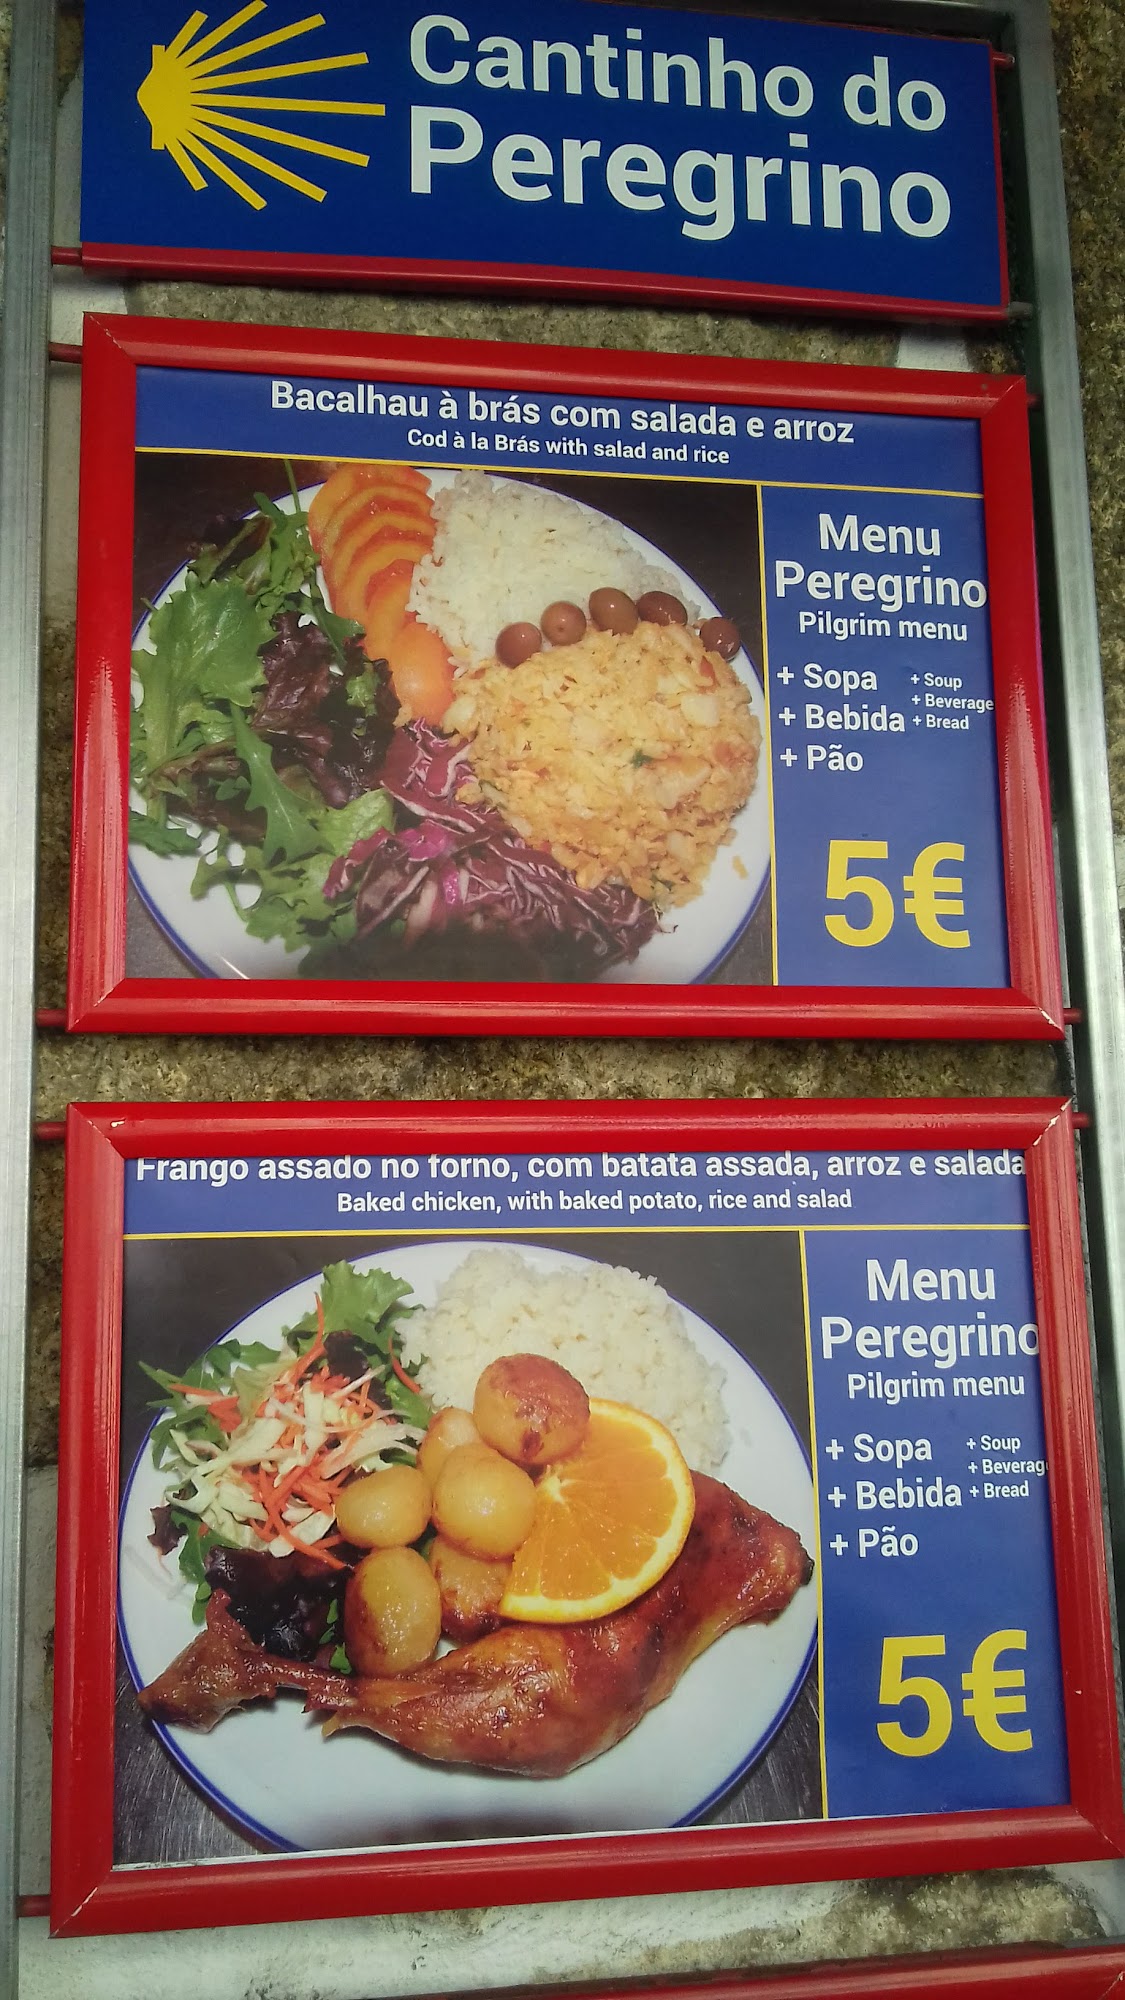 Cantinho do
Peregrino
Bacalhau à brás com salada e arroz
Cod à la Brás with salad and rice
Menu
Peregrino
Pilgrim menu
+ Sopa
+ Bebida
+ Pão
+ Soup
+ Beverage
+ Bread
5€
Frango assado no forno, com batata assada, arroz e salada
Baked chicken, with baked potato, rice and salad
Menu
Peregrino
Pilgrim menu
+ Sopa
+ Bebida
+ Pão
+ Soup
+ Beverag
+ Bread
5€